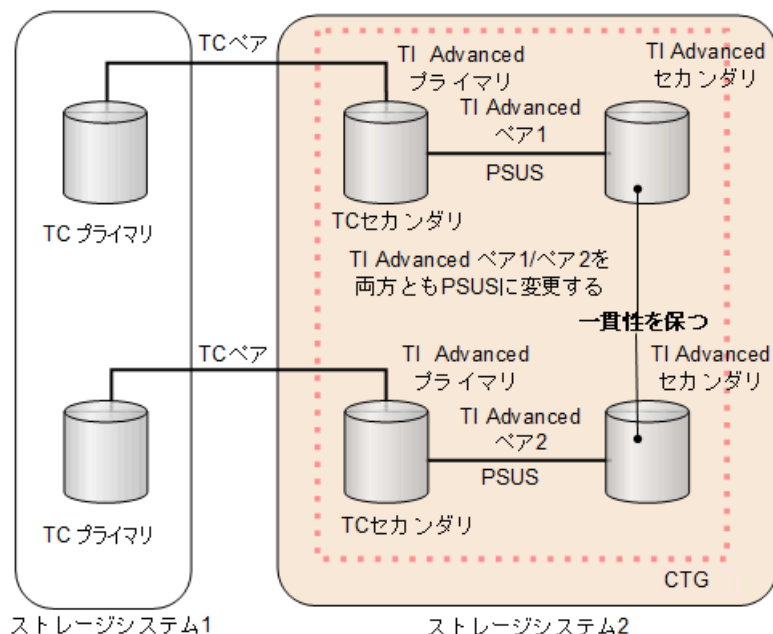 TCペア
TI Advanced
プライマリ
TI Advanced
セカンダリ
TI Advanced
ペア1
PSUS
TC プライマリ
TCセカンダリ
TI Advanced ペア1/ペア2を
両方ともPSUSに変更する
一貫性を保つ
TCペア
TI Advanced
プライマリ
TI Advanced
セカンダリ
TI Advanced
ペア2
PSUS
TC プライマリ
TCセカンダリ
CTG
ストレージシステム1
ストレージシステム2